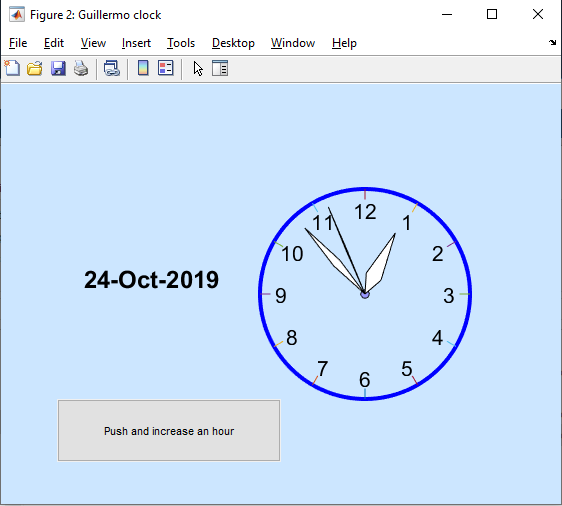 Figure 2: Guillermo clock
File Edit View Insert Tools Desktop Window Help
12
11 1
10 2
24-Oct-2019
9 3
8 4
7 5
6
Push and increase an hour